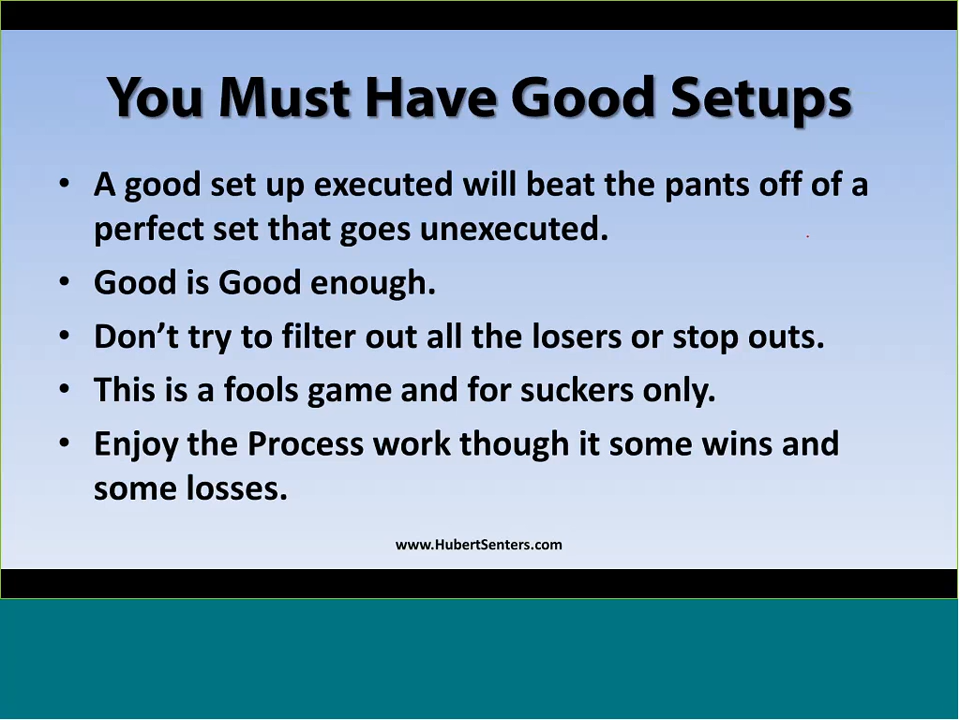 You Must Have Good Setups
• A good set up executed will beat the pants off of a
perfect set that goes unexecuted.
• Good is Good enough.
• Don’t try to filter out all the losers or stop outs.
• This is a fools game and for suckers only.
• Enjoy the Process work though it some wins and
some losses.
www.HubertSenters.com